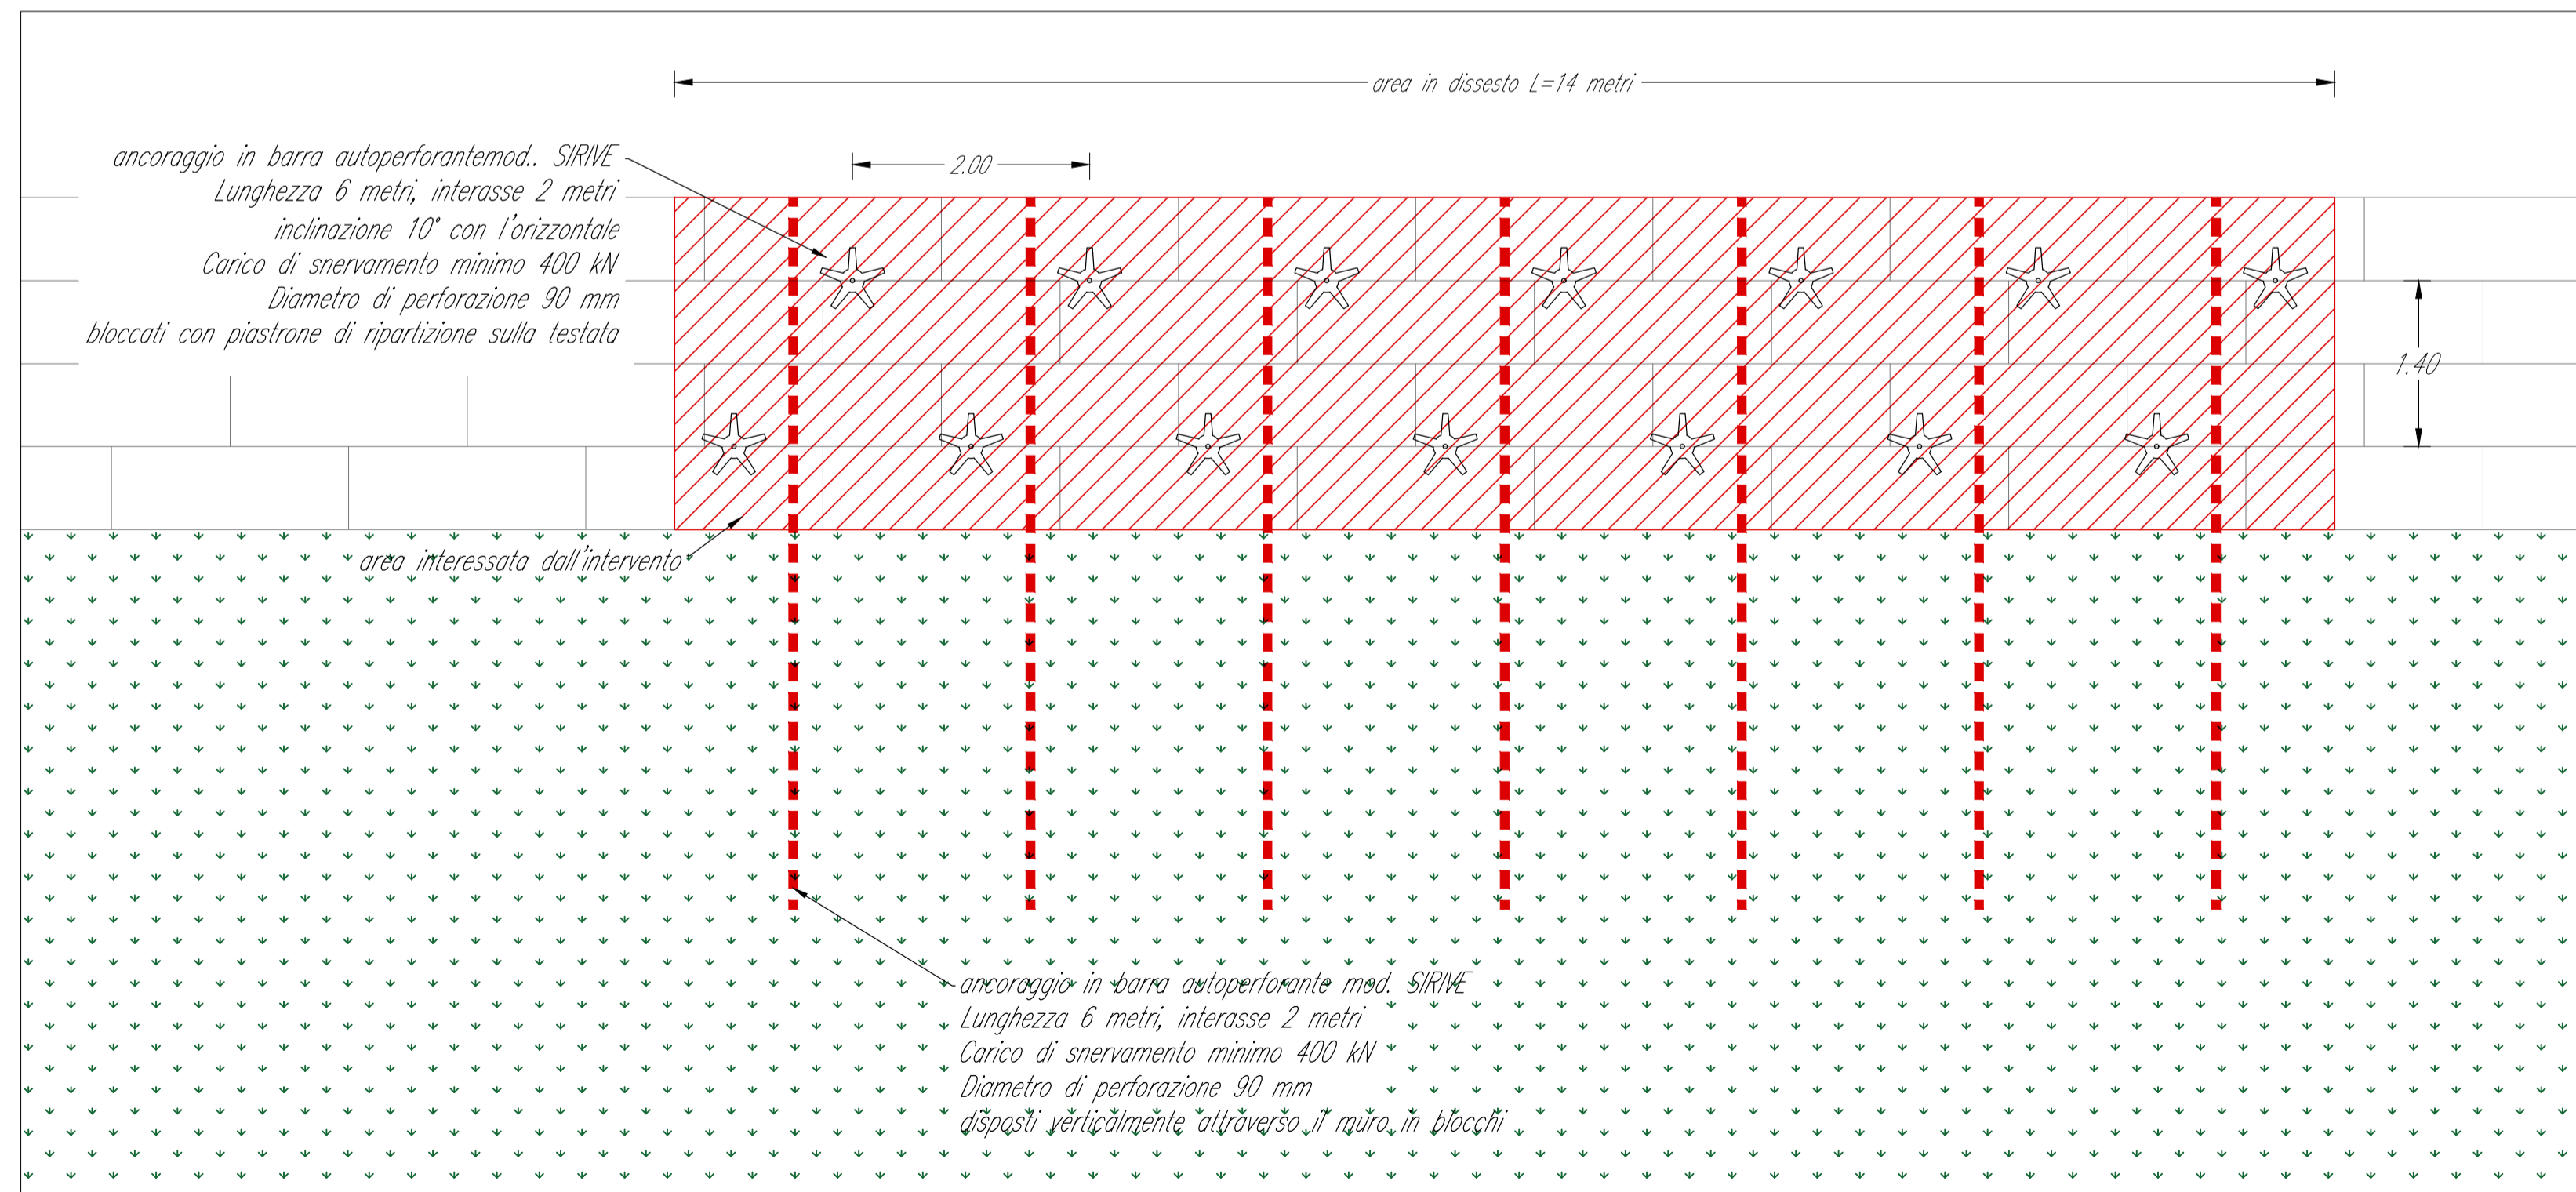 area in dissesto L=14 metri
ancoraggio in barra autoperforantemod.. SIRIVE
Lunghezza 6 metri, interasse 2 metri
inclinazione 10° con l'orizzontale
Carico di snervamento minimo 400 kN
Diametro di perforazione 90 mm
bloccati con piastrone di ripartizione sulla testata
2.00
1.40
area interessata dall'intervento
ancoraggio in barra autoperforante mod. SIRIVE
Lunghezza 6 metri, interasse 2 metri
Carico di snervamento minimo 400 kN
Diametro di perforazione 90 mm
disposti verticalmente attraverso il muro in blocchi